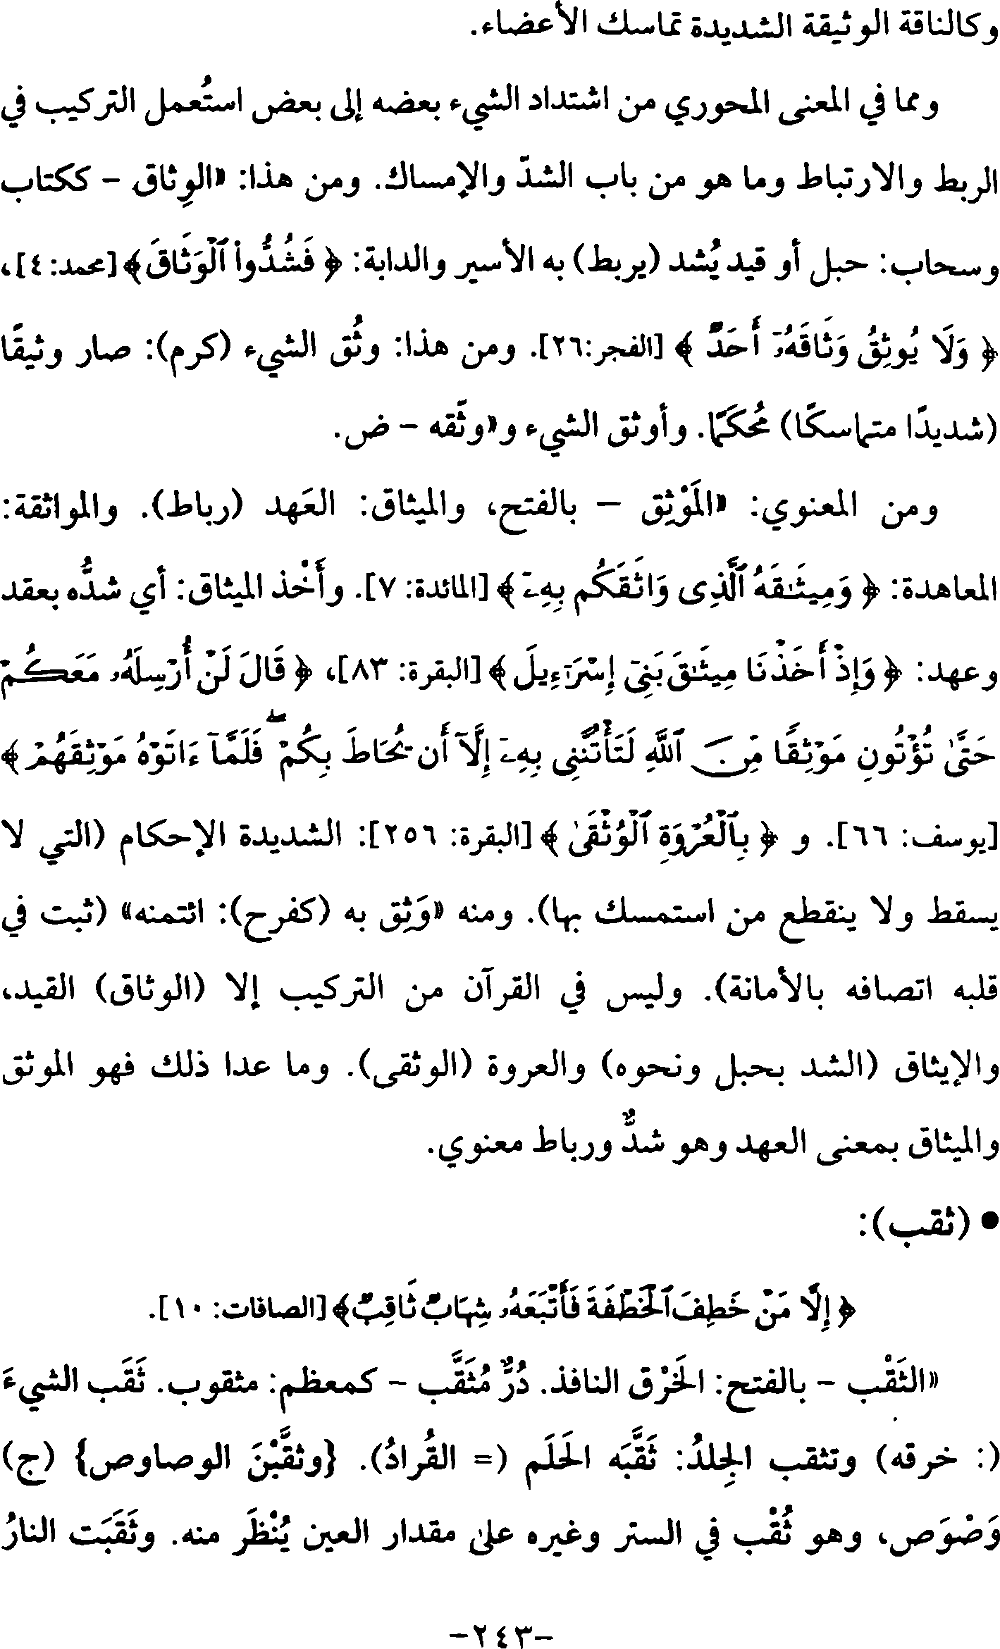 وكالناقة الوثيقة الشديدة تماسك الأعضاء.
ومما في المعنى المحوري من اشتداد الشيء بعضه إلى بعض استُعمل التركيب في
الربط والارتباط وما هو من باب الشدّ والإمساك. ومن هذا: «الوِثاق - ككتاب
وسحاب: حبل أو قيد يُشد (يربط) به الأسير والدابة: ﴿ فَشُدُّوا۟ ٱلْوَثَاقَ﴾ [محمد: ٤]،
﴿ وَلَا يُوثِقُ وَثَاقَهُۥٓ أَحَدٌ ﴾ [الفجر:٢٦]. ومن هذا: وثُق الشيء (كرم): صار وثيقًا
(شديدًا متماسكًا) مُحْكَمًا. وأوثق الشيء و«وثّقه - ض.
ومن المعنوي: «المَوْثِق - بالفتح، والميثاق: العَهد (رباط). والمواثقة:
المعاهدة: ﴿ وَمِيثَـٰقَهُ ٱلَّذِى وَاثَقَكُم بِهِۦٓ ﴾ [المائدة: ٧]. وأَخْذ الميثاق: أي شدُّه بعقد
وعهد: ﴿ وَإِذْ أَخَذْنَا مِيثَـٰقَ بَنِىٓ إِسْرَٰٓءِيلَ ﴾ [البقرة: ٨٣]، ﴿ قَالَ لَنْ أُرْسِلَهُۥ مَعَكُمْ
حَتَّىٰ تُؤْتُونِ مَوْثِقًا مِّنَ ٱللَّهِ لَتَأْتُنَّنِى بِهِۦٓ إِلَّآ أَن يُحَاطَ بِكُمْ ۖ فَلَمَّآ ءَاتَوْهُ مَوْثِقَهُمْ ﴾
[يوسف: ٦٦]. و ﴿ بِٱلْعُرْوَةِ ٱلْوُثْقَىٰ ﴾ [البقرة: ٢٥٦]: الشديدة الإحكام (التي لا
يسقط ولا ينقطع من استمسك بها). ومنه «وَثِق به (كفرح): ائتمنه» (ثبت في
قلبه اتصافه بالأمانة). وليس في القرآن من التركيب إلا (الوثاق) القيد،
والإيثاق (الشد بحبل ونحوه) والعروة (الوثقى). وما عدا ذلك فهو الموثق
والميثاق بمعنى العهد وهو شدٌّ ورباط معنوي.
• (ثقب):
﴿ إِلَّا مَنْ خَطِفَ ٱلْخَطْفَةَ فَأَتْبَعَهُۥ شِهَابٌ ثَاقِبٌ﴾ [الصافات: ١٠].
«الثَقْب - بالفتح: الخَرْق النافذ. دُرٌّ مُثَقَّب - كمعظم: مثقوب. ثَقَب الشيءَ
(: خرقه) وتثقب الجِلدُ: ثَقَّبَه الحَلَم (= القُرادُ). {وثقَّبْنَ الوصاوص} (ج)
وَصْوَص، وهو ثُقْب في الستر وغيره على مقدار العين يُنْظَر منه. وثَقَبَت النارُ
-٢٤٣-